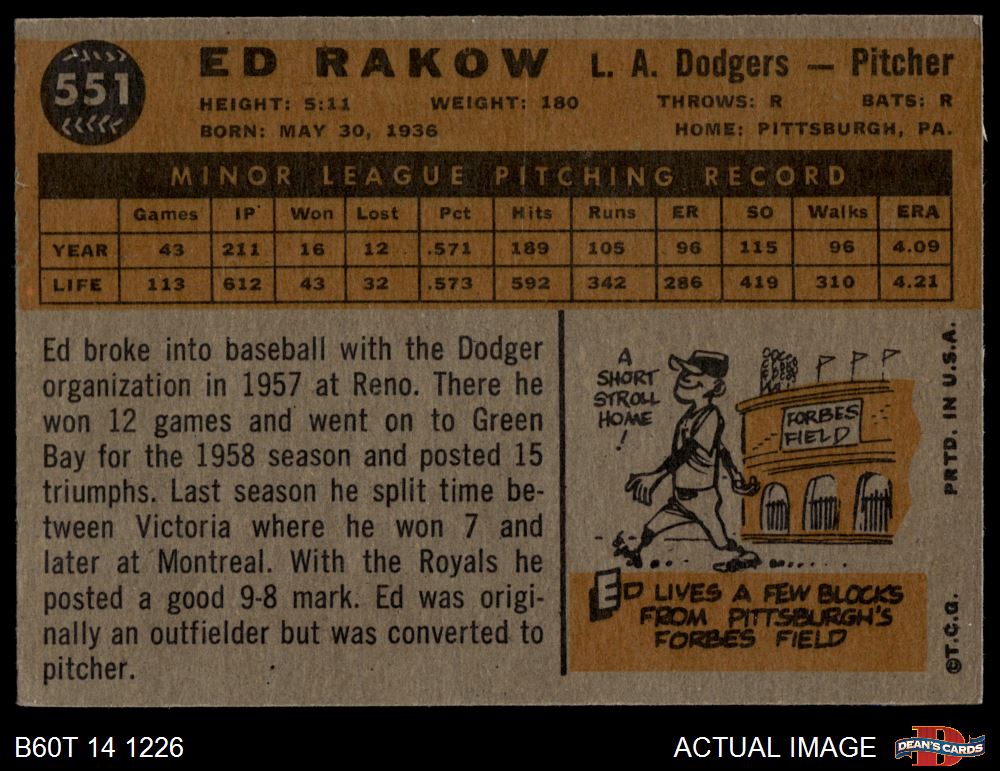 551
ED RAKOW L. A. Dodgers — Pitcher
HEIGHT: 5:11 WEIGHT: 180 THROWS: R BATS: R
BORN: MAY 30, 1936 HOME: PITTSBURGH, PA.
MINOR LEAGUE PITCHING RECORD
Games IP Won Lost Pct Hits Runs ER SO Walks ERA
YEAR 43 211 16 12 .571 189 105 96 115 96 4.09
LIFE 113 612 43 32 .573 592 342 286 419 310 4.21
Ed broke into baseball with the Dodger
organization in 1957 at Reno. There he
won 12 games and went on to Green
Bay for the 1958 season and posted 15
triumphs. Last season he split time be-
tween Victoria where he won 7 and
later at Montreal. With the Royals he
posted a good 9-8 mark. Ed was origi-
nally an outfielder but was converted to
pitcher.
A
SHORT
STROLL
HOME
!
FORBES
FIELD
ED LIVES A FEW BLOCKS
FROM PITTSBURGH'S
FORBES FIELD
©T.C.G. PRTD. IN U.S.A.
B60T 14 1226
ACTUAL IMAGE
D
DEAN'S CARDS